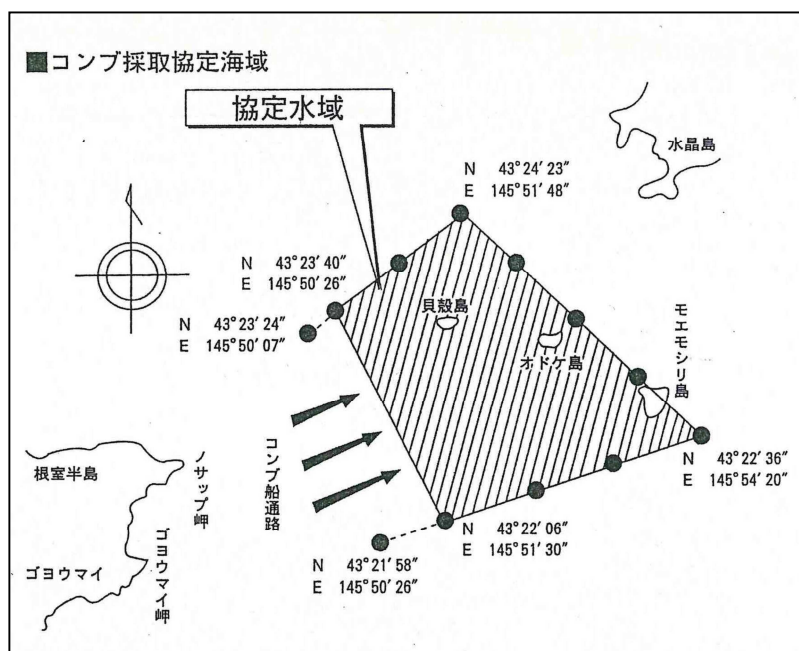 ■コンブ採取協定海域
協定水域
水晶島
N 43°24′23″
E 145°51′48″
N 43°23′40″
E 145°50′26″
N 43°23′24″
E 145°50′07″
貝殻島
オドケ島
モエモシリ島
コンブ船通路
根室半島
ノサップ岬
ゴヨウマイ
ゴヨウマイ岬
N 43°22′36″
E 145°54′20″
N 43°22′06″
E 145°51′30″
N 43°21′58″
E 145°50′26″